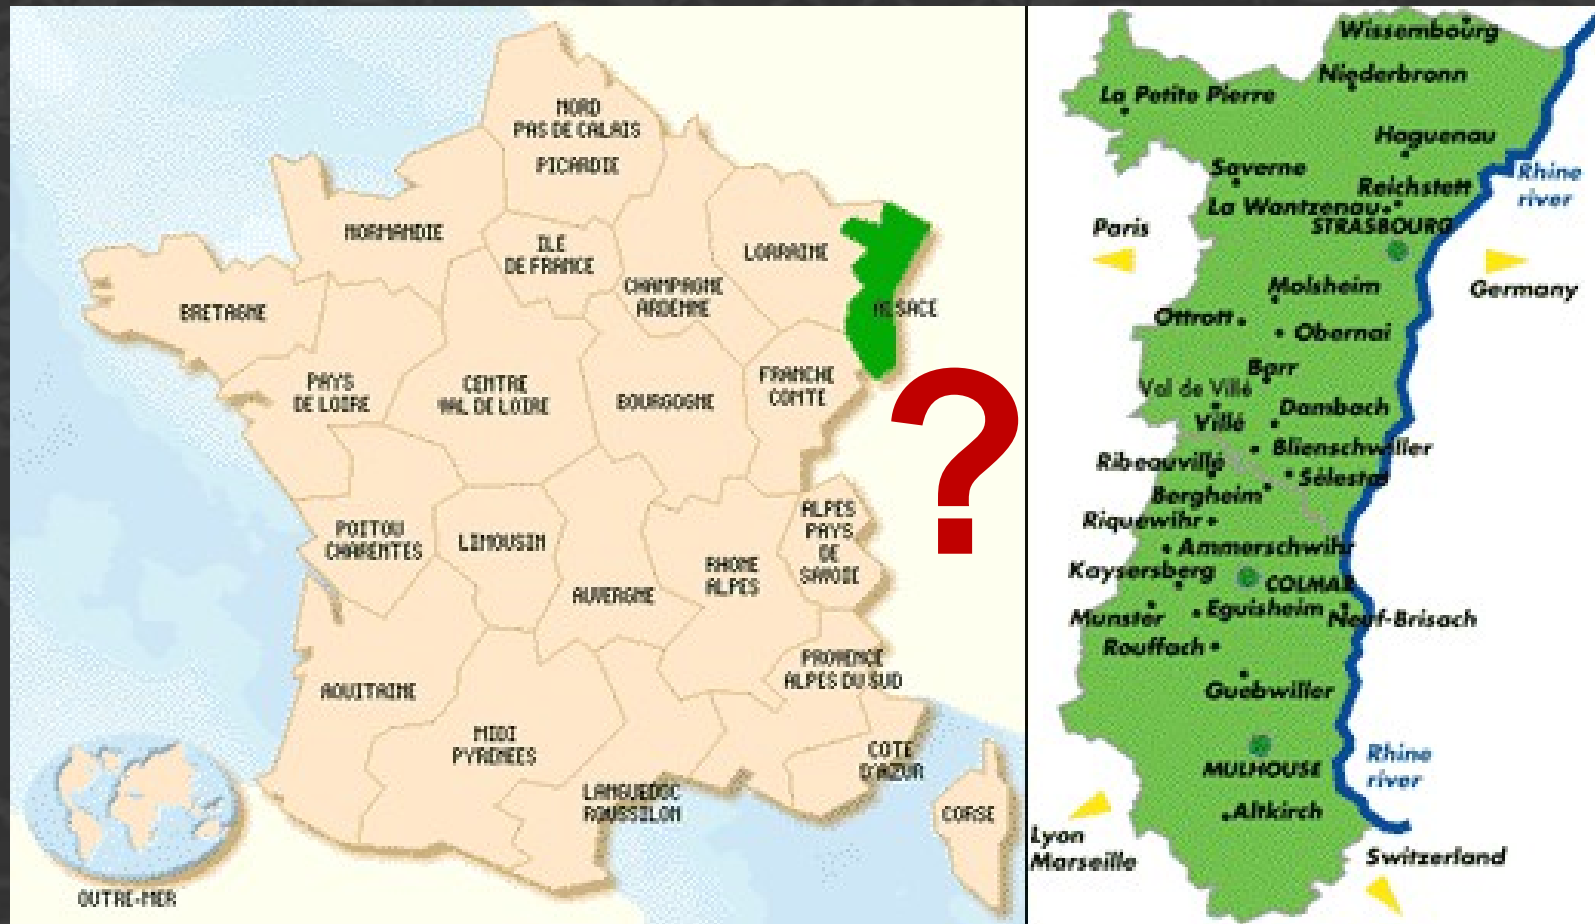 NORD
PAS DE CALAIS
PICARDIE
NORMANDIE
ILE
DE FRANCE
CHAMPAGNE
ARDENNE
LORRAINE
ALSACE
BRETAGNE
PAYS
DE LOIRE
CENTRE
VAL DE LOIRE
BOURGOGNE
FRANCHE
COMTE
?
POITOU
CHARENTES
LIMOUSIN
AUVERGNE
RHONE
ALPES
ALPES
PAYS
DE
SAVOIE
AQUITAINE
MIDI
PYRENEES
LANGUEDOC
ROUSSILON
PROVENCE
ALPES DU SUD
COTE
D'AZUR
CORSE
OUTRE-MER
Wissembourg
Niederbronn
La Petite Pierre
Haguenau
Saverne
Rhine
river
Reichstett
La Wantzenau
STRASBOURG
Paris
Germany
Molsheim
Ottrott
Obernai
Barr
Val de Villé
Villé
Dambach
Blienschwiller
Ribeauvillé
Sélestat
Bergheim
Riquewihr
Ammerschwihr
Kaysersberg
COLMAR
Munster
Eguisheim
Neuf-Brisach
Rouffach
Guebwiller
MULHOUSE
Rhine
river
Altkirch
Lyon
Marseille
Switzerland